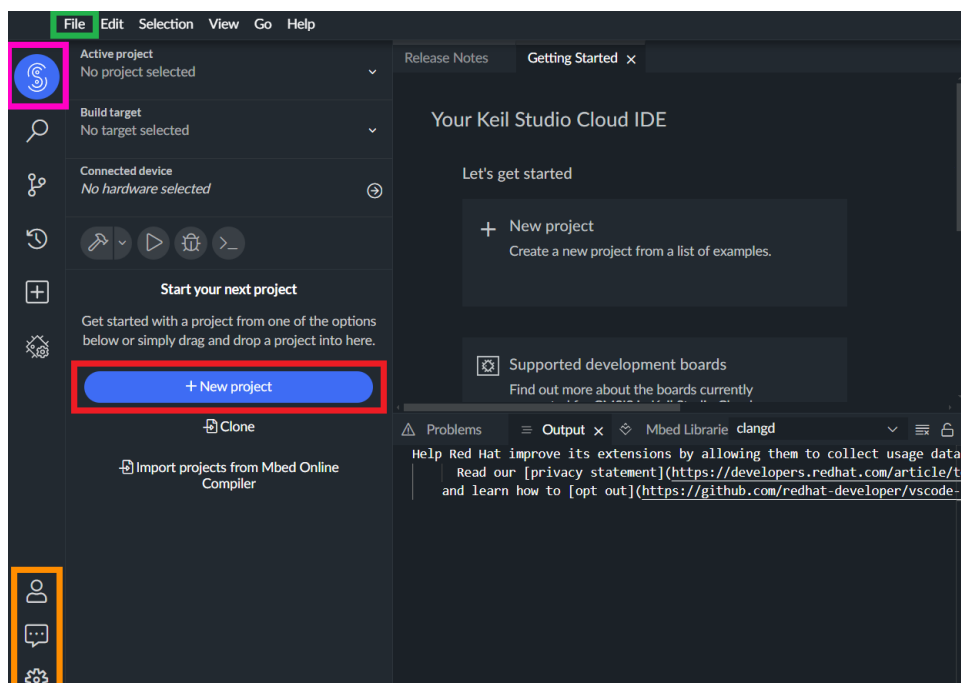 File Edit Selection View Go Help
Active project
No project selected
Build target
No target selected
Connected device
No hardware selected
Start your next project
Get started with a project from one of the options
below or simply drag and drop a project into here.
+ New project
Clone
Import projects from Mbed Online
Compiler
Release Notes Getting Started ×
Your Keil Studio Cloud IDE
Let's get started
+ New project
Create a new project from a list of examples.
Supported development boards
Find out more about the boards currently
Problems Output × Mbed Librarie clangd
Help Red Hat improve its extensions by allowing them to collect usage data
Read our [privacy statement](https://developers.redhat.com/article/t
and learn how to [opt out](https://github.com/redhat-developer/vscode-